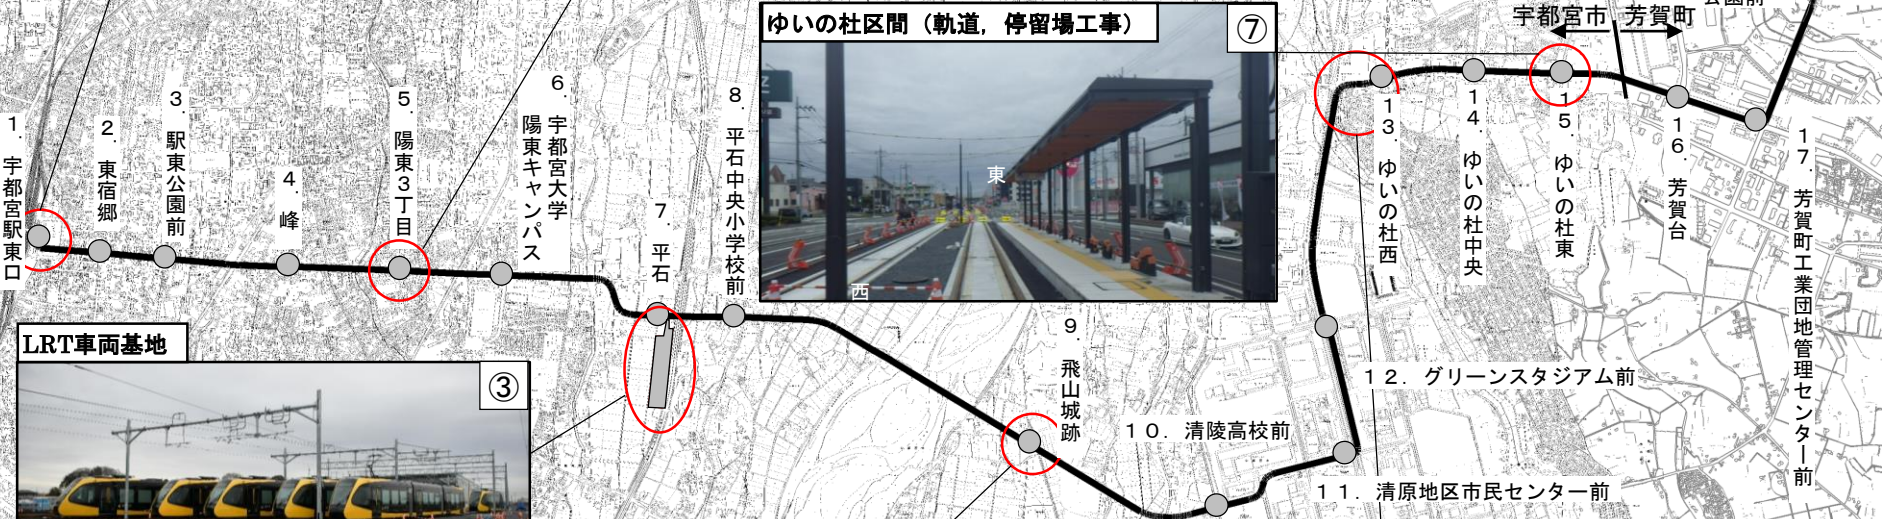 ゆいの杜区間（軌道，停留場工事）
⑦
東
西
LRT車両基地
③
１．宇都宮駅東口
２．東宿郷
３．駅東公園前
４．峰
５．陽東３丁目
６．宇都宮大学
陽東キャンパス
７．平石
８．平石中央小学校前
９．飛山城跡
１０．清陵高校前
１１．清原地区市民センター前
１２．グリーンスタジアム前
１３．ゆいの杜西
１４．ゆいの杜中央
１５．ゆいの杜東
１６．芳賀台
１７．芳賀町工業団地管理センター前
宇都宮市 芳賀町